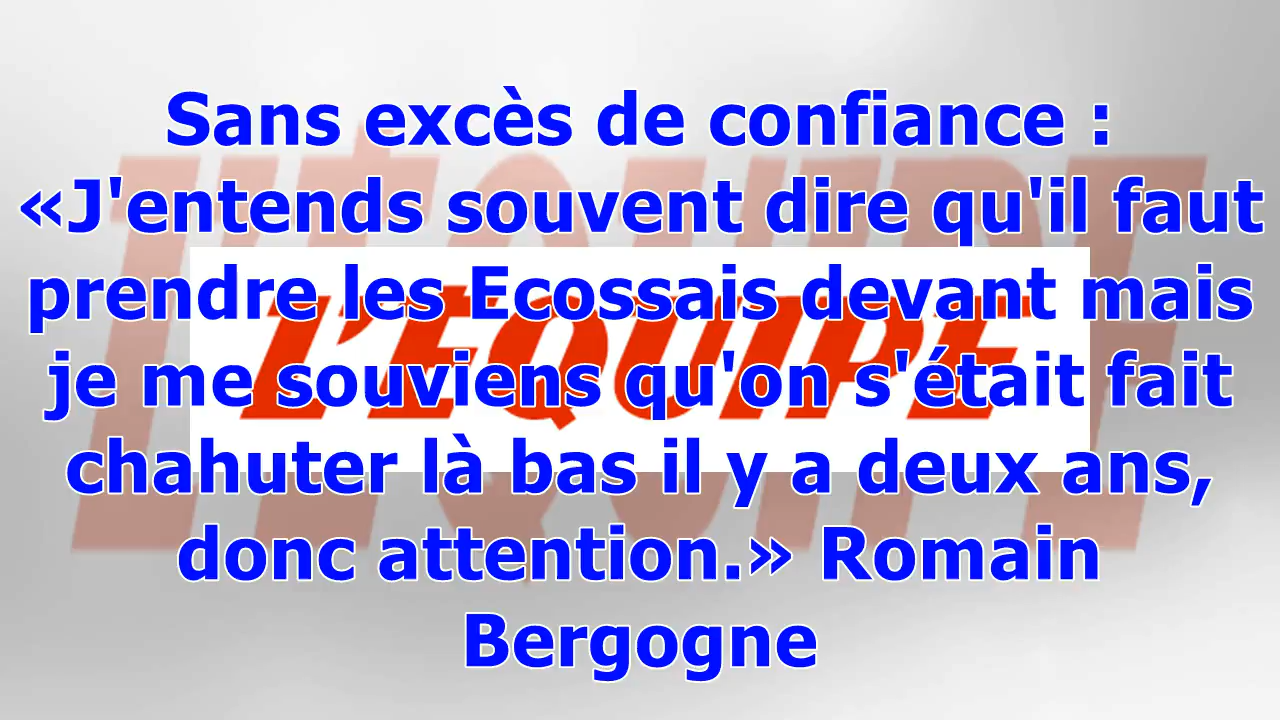 Sans excès de confiance :
«J'entends souvent dire qu'il faut
prendre les Ecossais devant mais
je me souviens qu'on s'était fait
chahuter là bas il y a deux ans,
donc attention.» Romain
Bergogne
L'ÉQUIPE